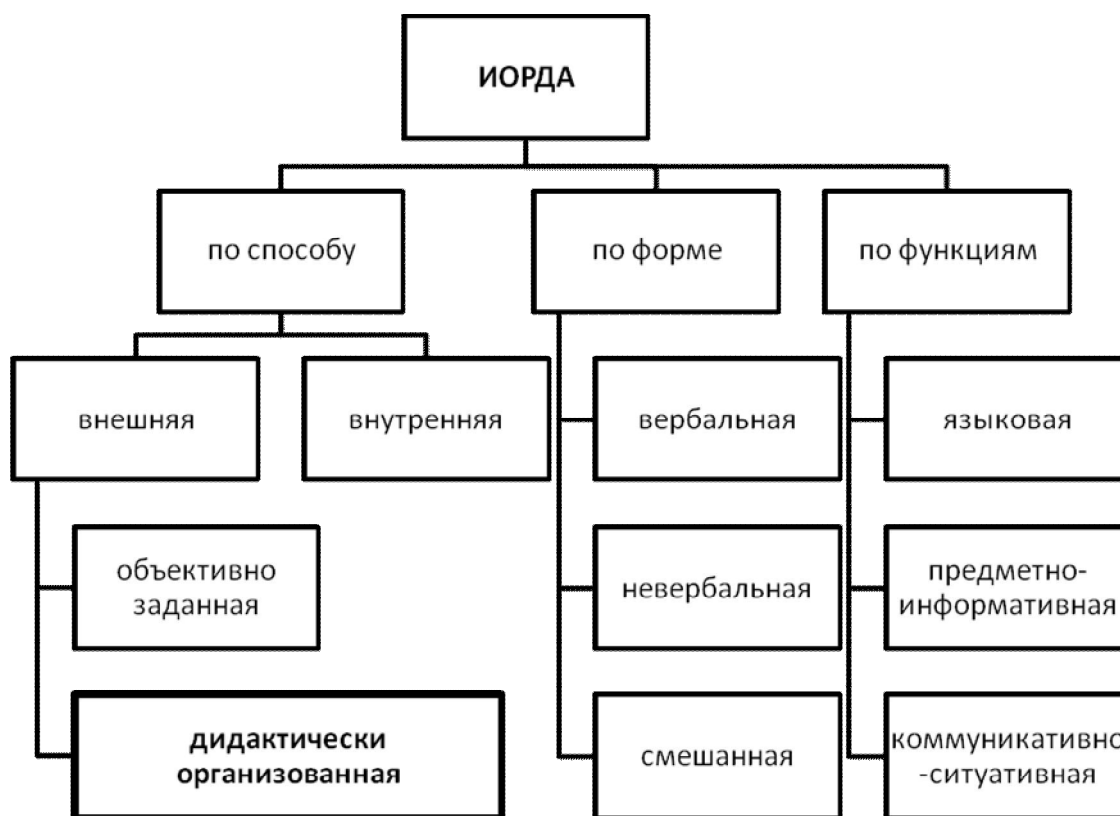 ИОРДА
по способу
по форме
по функциям
внешняя
внутренняя
вербальная
языковая
объективно
заданная
невербальная
предметно-
информативная
дидактически
организованная
смешанная
коммуникативно
-ситуативная